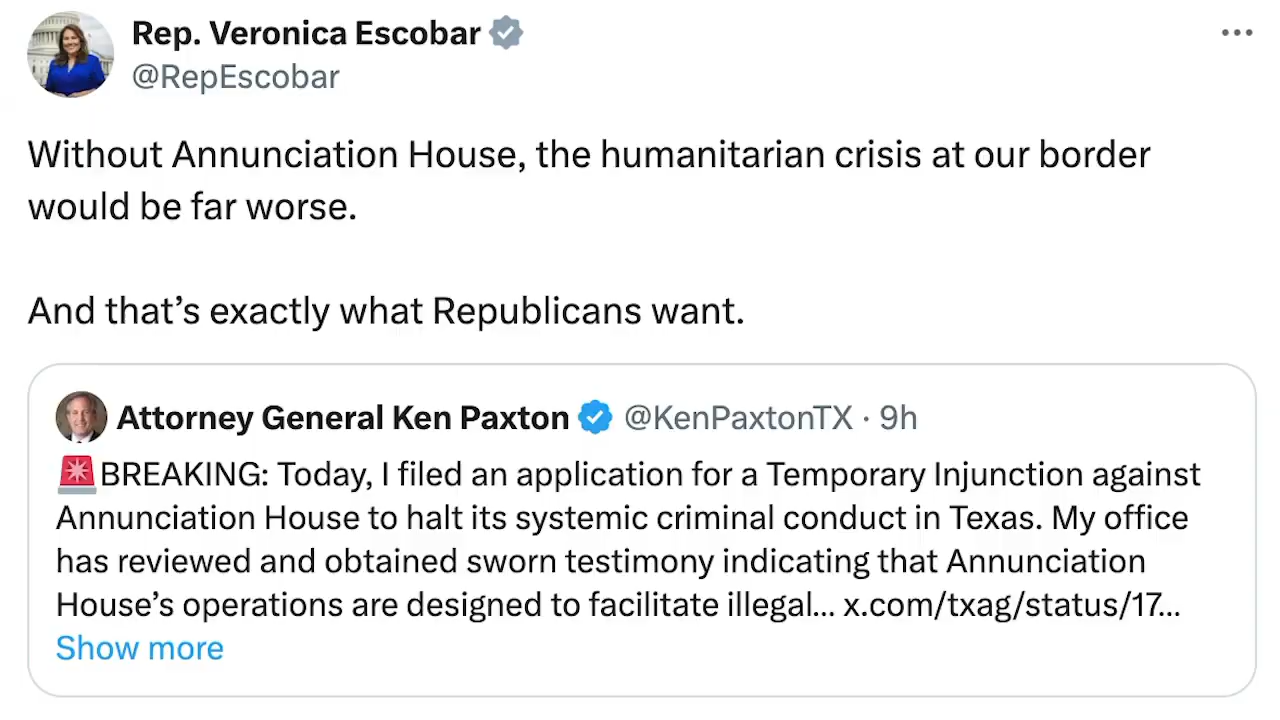 Rep. Veronica Escobar
@RepEscobar
Without Annunciation House, the humanitarian crisis at our border
would be far worse.
And that’s exactly what Republicans want.
Attorney General Ken Paxton @KenPaxtonTX · 9h
🚨BREAKING: Today, I filed an application for a Temporary Injunction against
Annunciation House to halt its systemic criminal conduct in Texas. My office
has reviewed and obtained sworn testimony indicating that Annunciation
House’s operations are designed to facilitate illegal... x.com/txag/status/17...
Show more